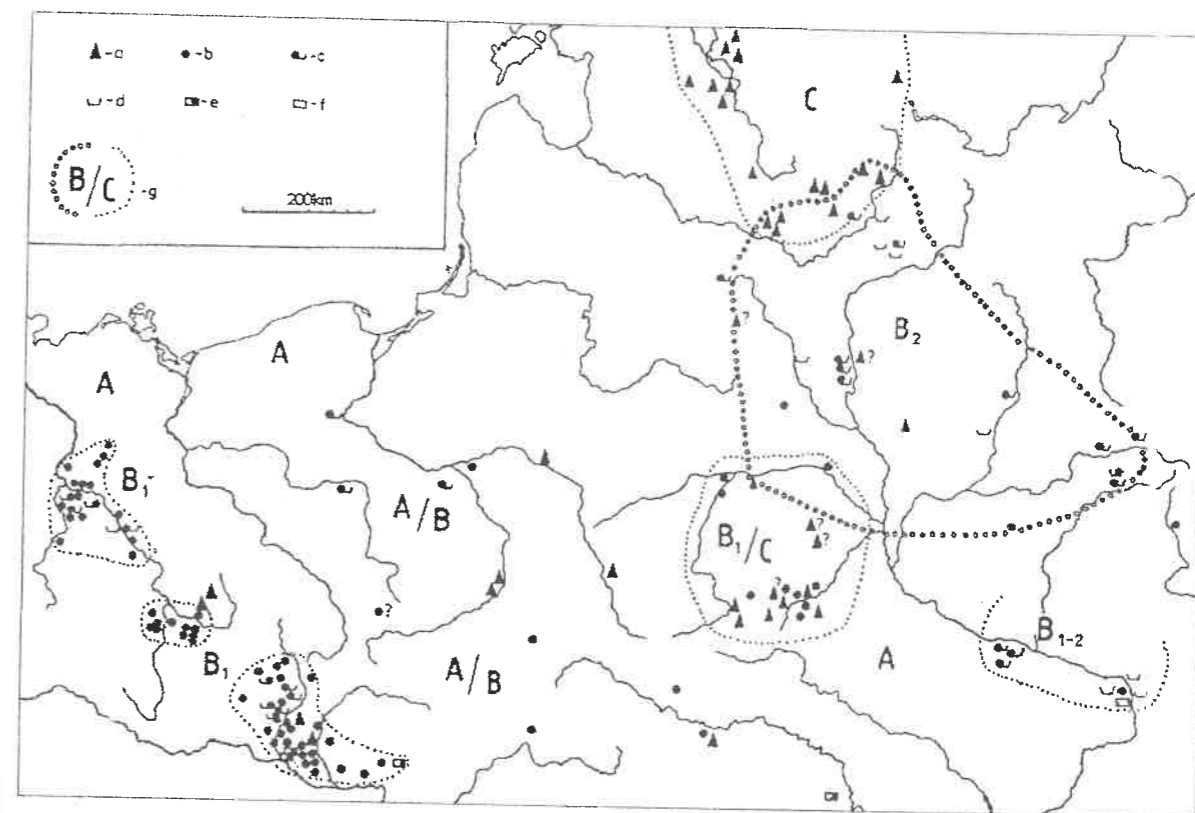 -a -b -c
-d -e -f
B/C -g
200km
C
A
A
B₂
?
?
B₁
A/B
B₁/C
?
?
?
?
B₁
A/B
A
B₁₋₂